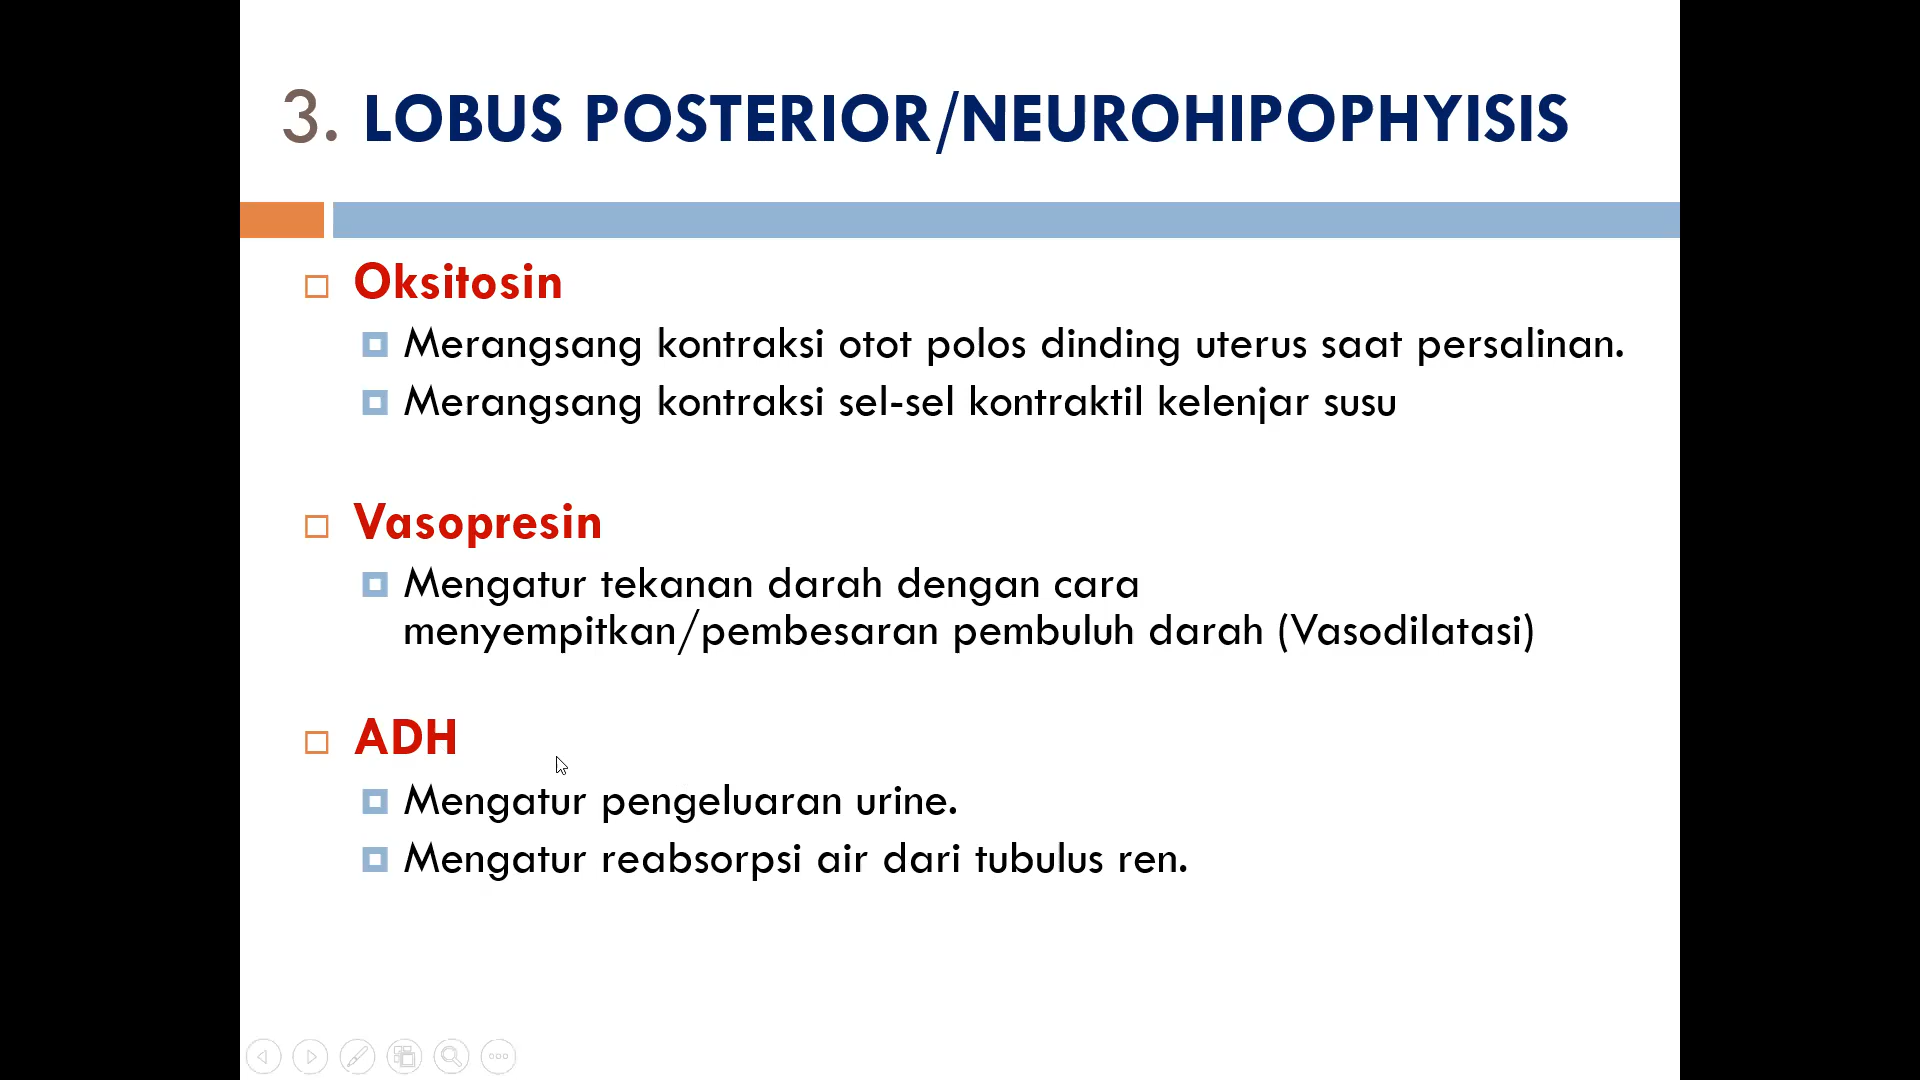 3. LOBUS POSTERIOR/NEUROHIPOPHYISIS
Oksitosin
Merangsang kontraksi otot polos dinding uterus saat persalinan.
Merangsang kontraksi sel-sel kontraktil kelenjar susu
Vasopresin
Mengatur tekanan darah dengan cara
menyempitkan/pembesaran pembuluh darah (Vasodilatasi)
ADH
Mengatur pengeluaran urine.
Mengatur reabsorpsi air dari tubulus ren.